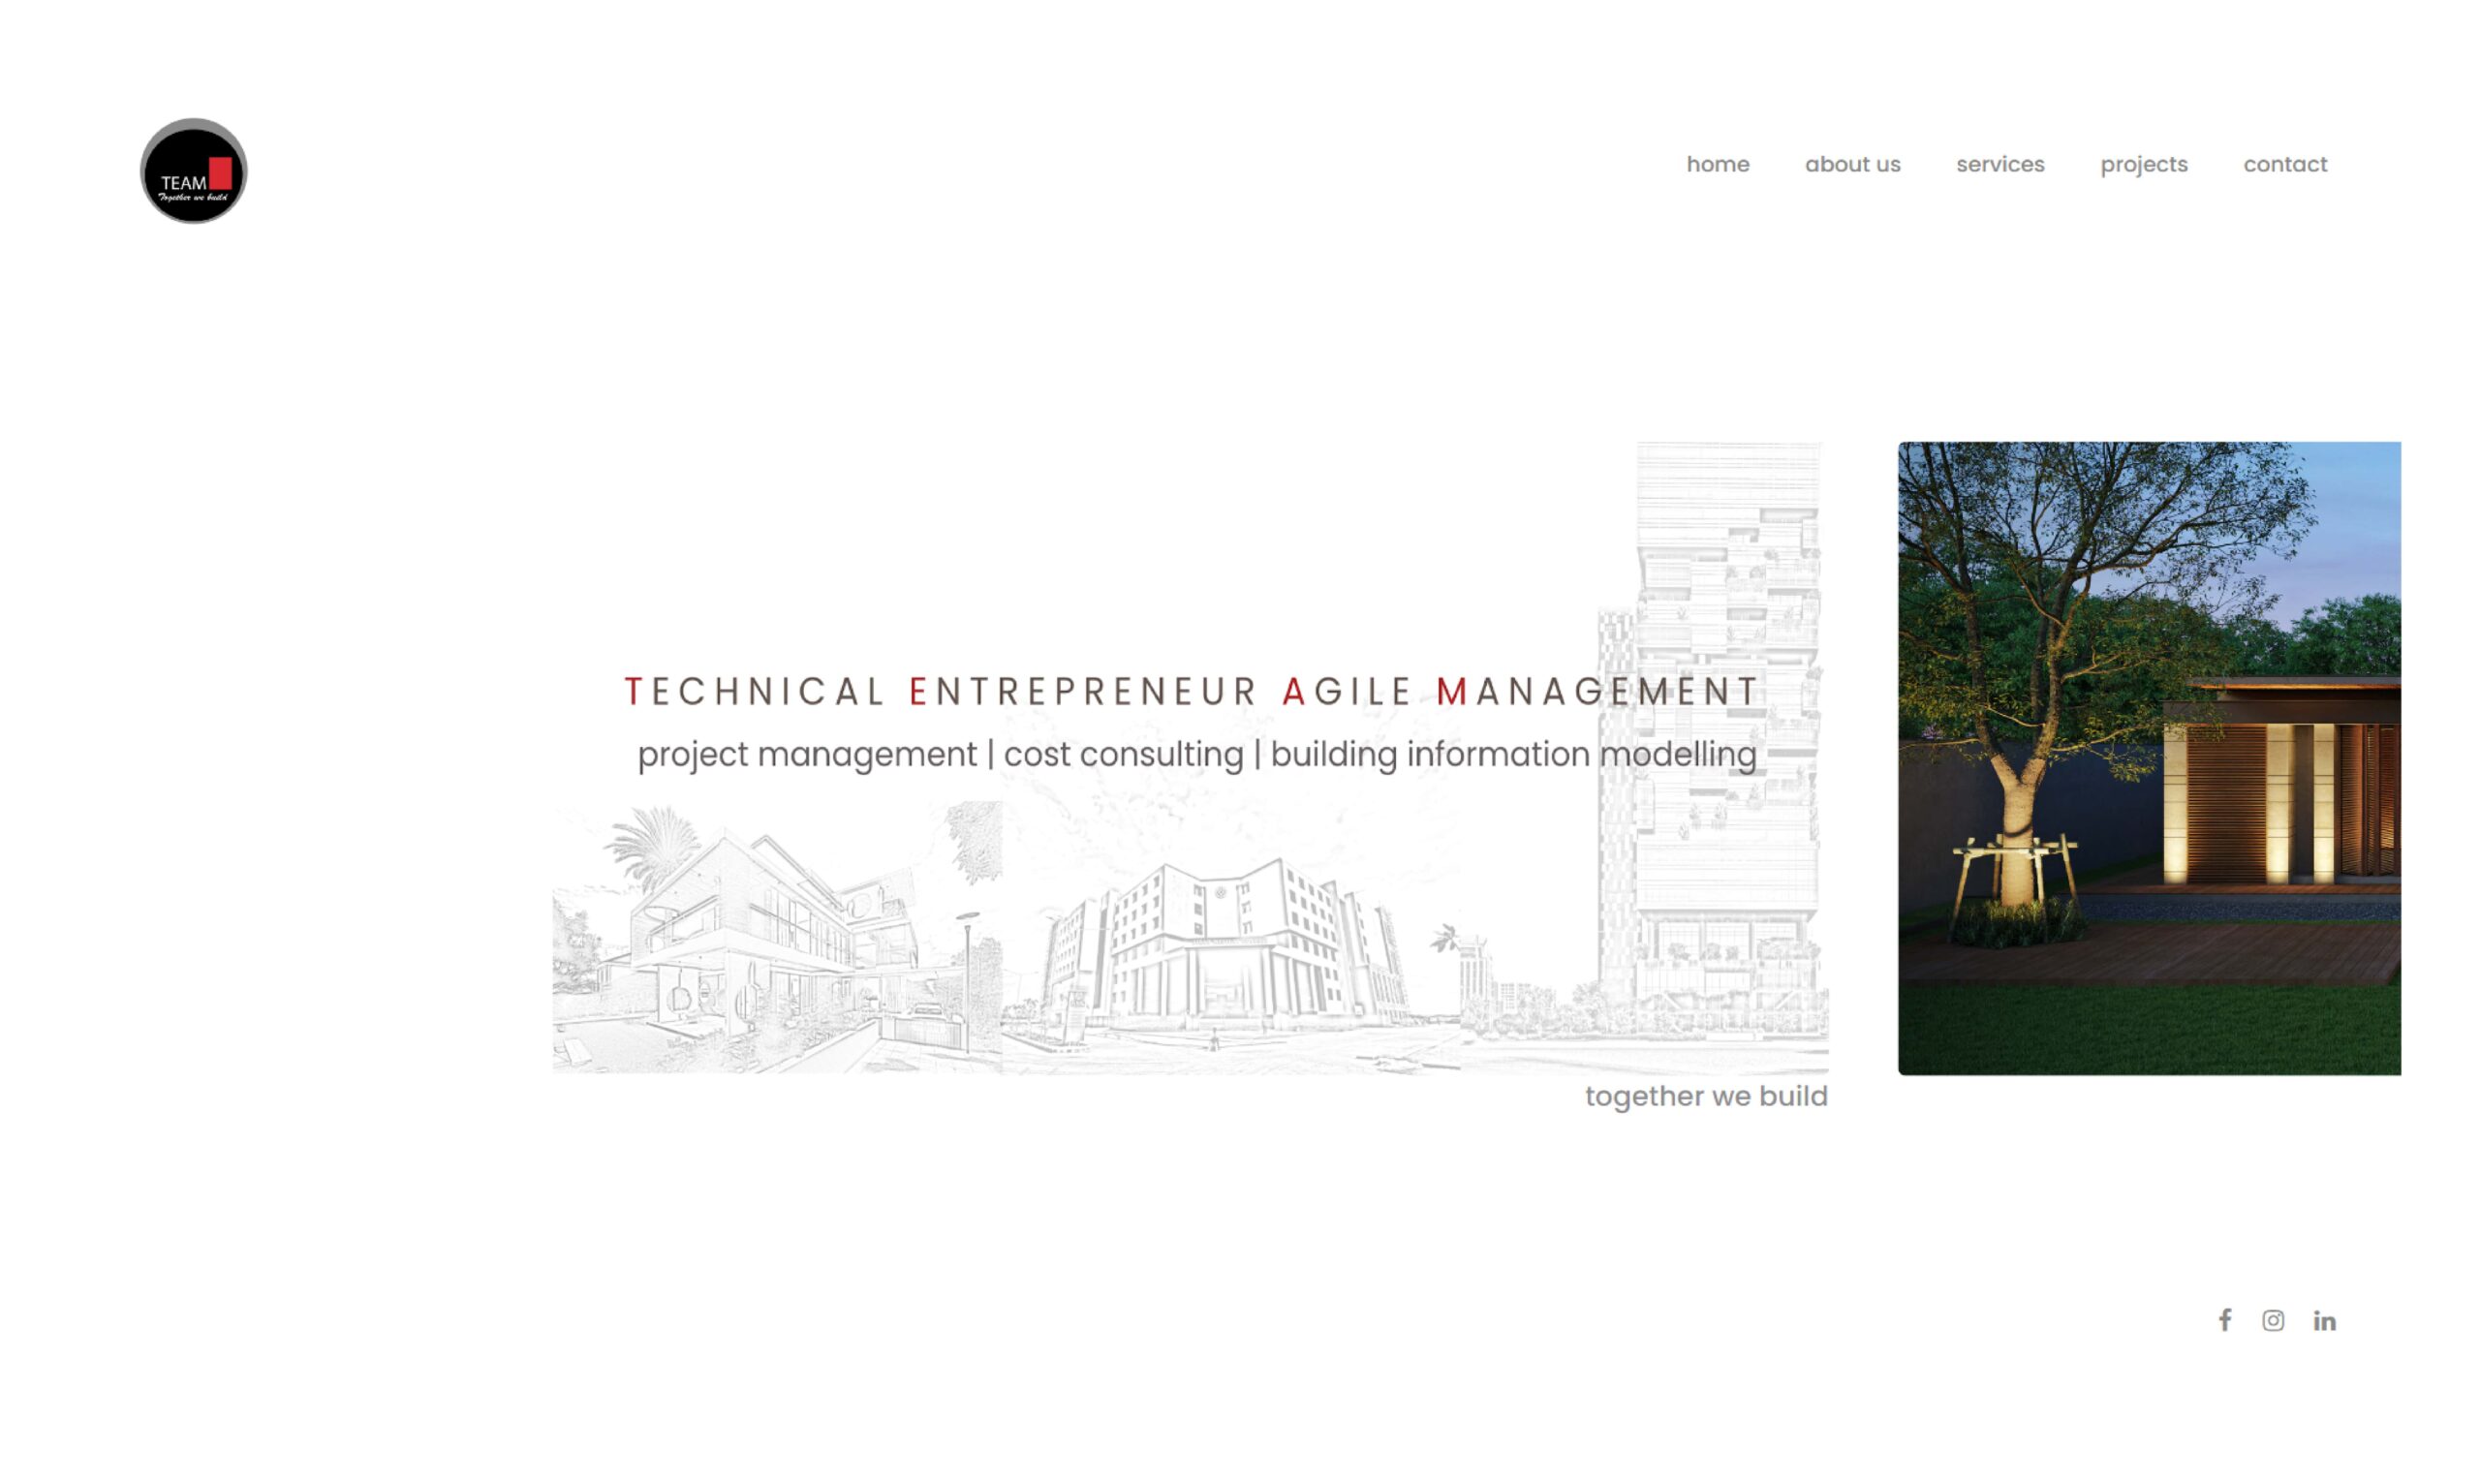 TEAM
Together we build
home about us services projects contact
TECHNICAL ENTREPRENEUR AGILE MANAGEMENT
project management | cost consulting | building information modelling
together we build